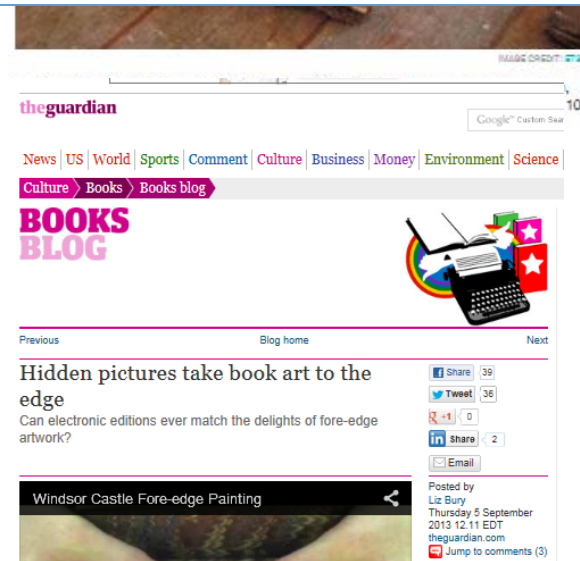 IMAGE CREDIT:
10
theguardian
Google™ Custom Sear
News US World Sports Comment Culture Business Money Environment Science
Culture Books Books blog
BOOKS
BLOG
Previous Blog home Next
Hidden pictures take book art to the
edge
Can electronic editions ever match the delights of fore-edge
artwork?
Share 39
Tweet 36
+1 0
Share 2
Email
Windsor Castle Fore-edge Painting
Posted by
Liz Bury
Thursday 5 September
2013 12.11 EDT
theguardian.com
Jump to comments (3)